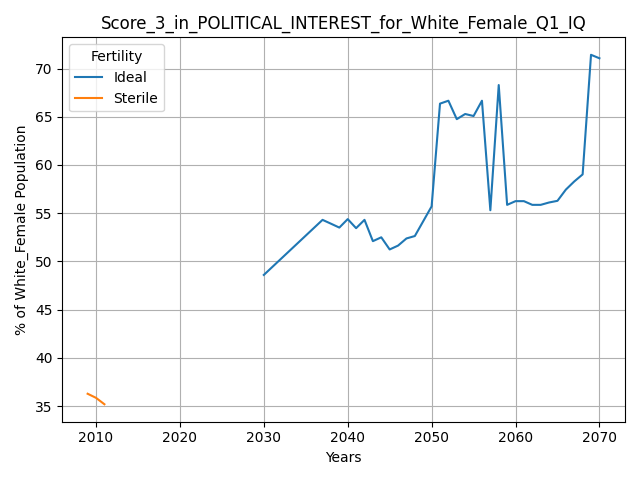 Score_3_in_POLITICAL_INTEREST_for_White_Female_Q1_IQ
Fertility
Ideal
Sterile
% of White_Female Population
70
65
60
55
50
45
40
35
2010 2020 2030 2040 2050 2060 2070
Years